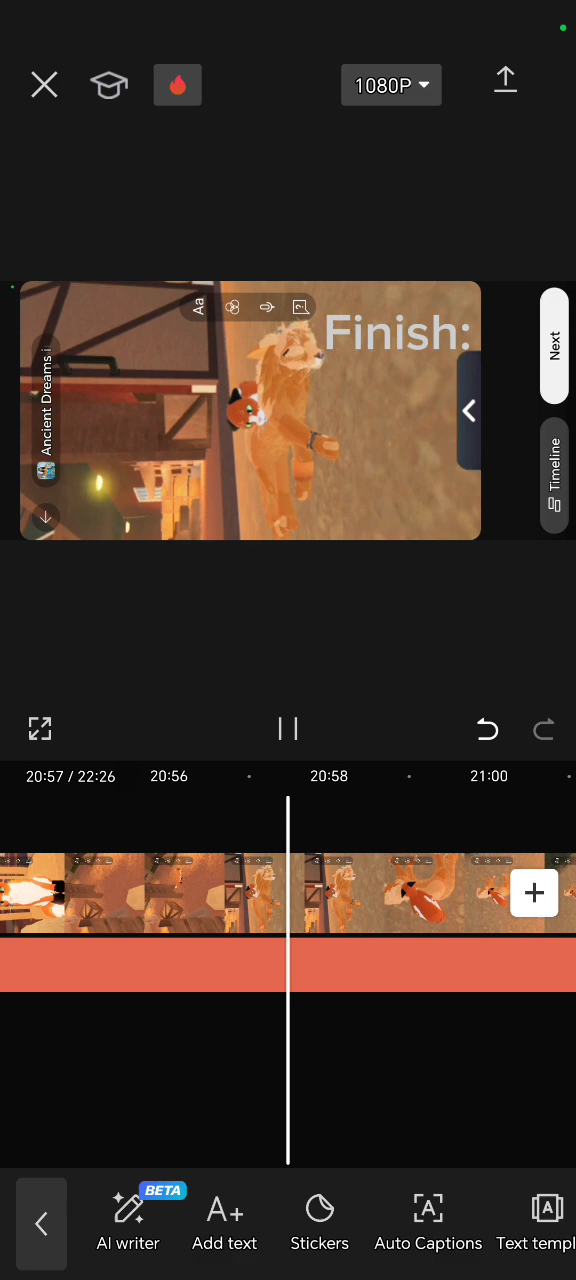 1080P
Aa
Finish:
Ancient Dreams i
Next
Timeline
20:57 / 22:26
20:56
20:58
21:00
BETA
AI writer
A+
Add text
Stickers
A
Auto Captions
A
Text templ